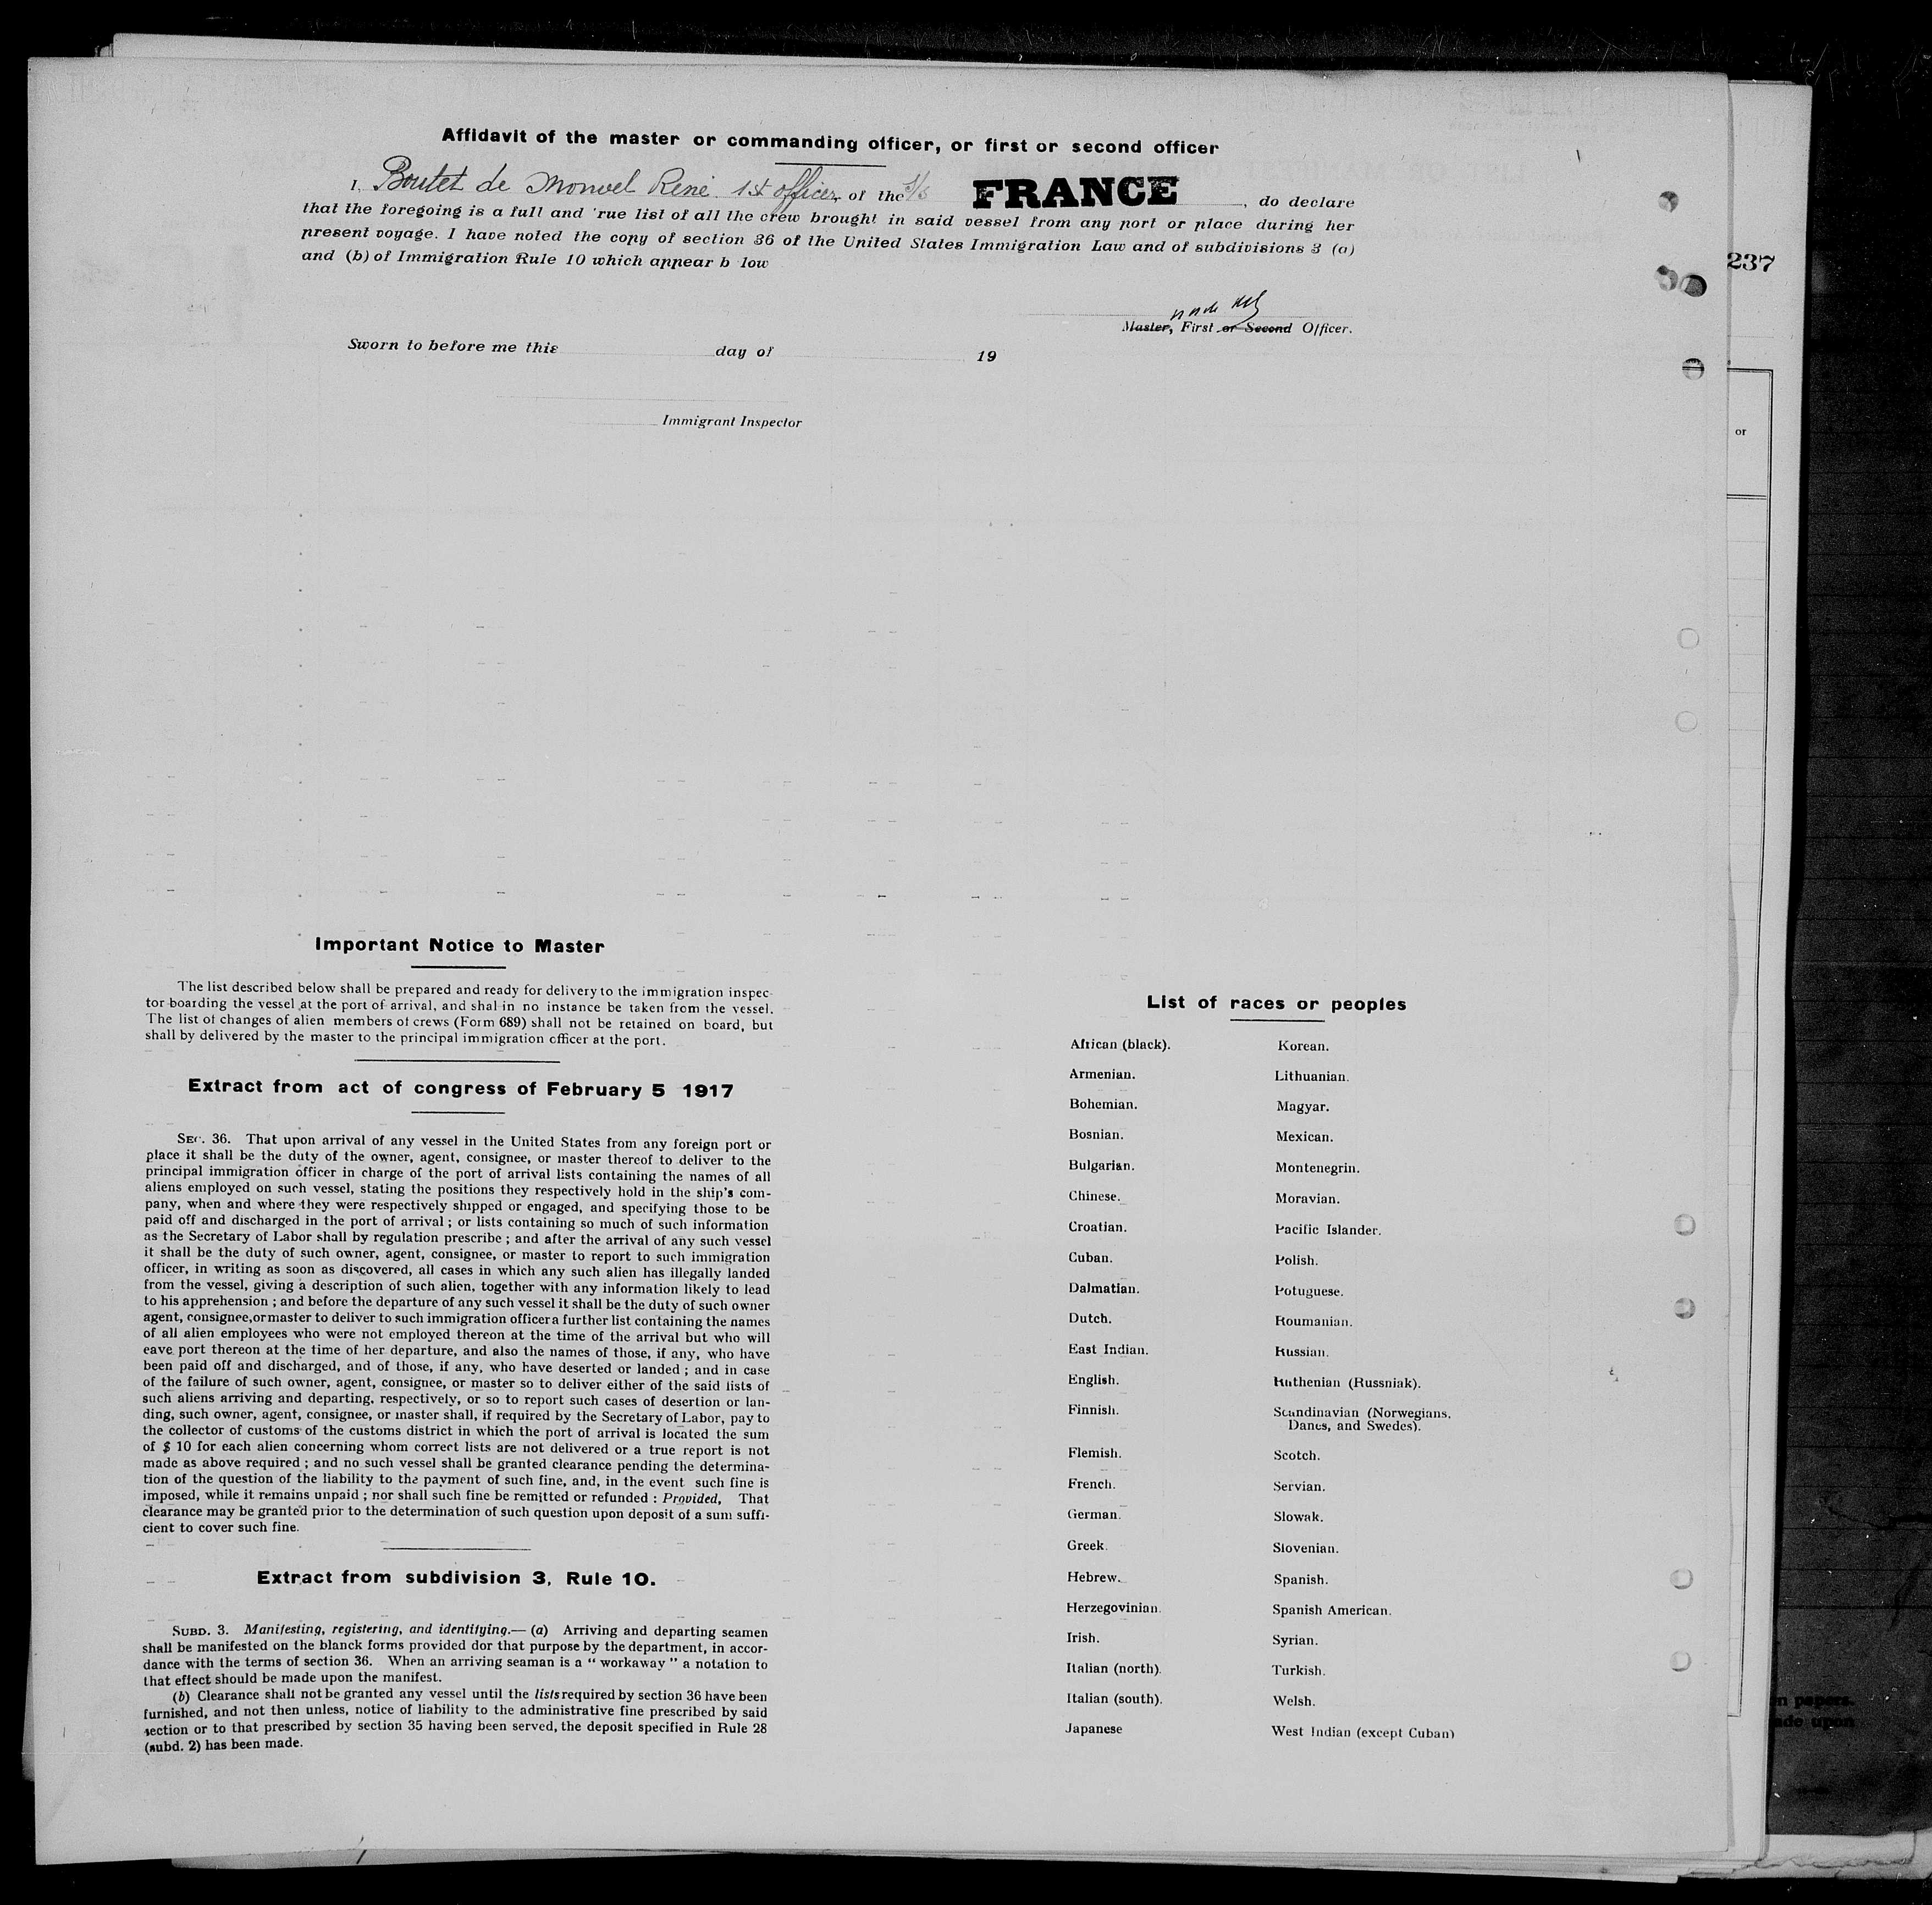 Affidavit of the master or commanding officer, or first or second officer
I, Boutet de Monvel René 1st officer, of the S/S FRANCE, do declare
that the foregoing is a full and 'rue list of all the crew brought in said vessel from any port or place during her
present voyage. I have noted the copy of section 36 of the United States Immigration Law and of subdivisions 3 (a)
and (b) of Immigration Rule 10 which appear b low
Master, First or Second Officer.
Sworn to before me this day of 19
Immigrant Inspector
237
or
Important Notice to Master
The list described below shall be prepared and ready for delivery to the immigration inspec-
tor boarding the vessel at the port of arrival, and shal in no instance be taken from the vessel.
The list of changes of alien members of crews (Form 689) shall not be retained on board, but
shall by delivered by the master to the principal immigration officer at the port.
Extract from act of congress of February 5 1917
SEC. 36. That upon arrival of any vessel in the United States from any foreign port or
place it shall be the duty of the owner, agent, consignee, or master thereof to deliver to the
principal immigration officer in charge of the port of arrival lists containing the names of all
aliens employed on such vessel, stating the positions they respectively hold in the ship's com-
pany, when and where they were respectively shipped or engaged, and specifying those to be
paid off and discharged in the port of arrival ; or lists containing so much of such information
as the Secretary of Labor shall by regulation prescribe ; and after the arrival of any such vessel
it shall be the duty of such owner, agent, consignee, or master to report to such immigration
officer, in writing as soon as discovered, all cases in which any such alien has illegally landed
from the vessel, giving a description of such alien, together with any information likely to lead
to his apprehension ; and before the departure of any such vessel it shall be the duty of such owner
agent, consignee, or master to deliver to such immigration officer a further list containing the names
of all alien employees who were not employed thereon at the time of the arrival but who will
eave port thereon at the time of her departure, and also the names of those, if any, who have
been paid off and discharged, and of those, if any, who have deserted or landed ; and in case
of the failure of such owner, agent, consignee, or master so to deliver either of the said lists of
such aliens arriving and departing, respectively, or so to report such cases of desertion or lan-
ding, such owner, agent, consignee, or master shall, if required by the Secretary of Labor, pay to
the collector of customs of the customs district in which the port of arrival is located the sum
of $ 10 for each alien concerning whom correct lists are not delivered or a true report is not
made as above required ; and no such vessel shall be granted clearance pending the determina-
tion of the question of the liability to the payment of such fine, and, in the event such fine is
imposed, while it remains unpaid ; nor shall such fine be remitted or refunded : Provided, That
clearance may be granted prior to the determination of such question upon deposit of a sum suffi-
cient to cover such fine.
Extract from subdivision 3, Rule 10.
SUBD. 3. Manifesting, registering, and identifying.— (a) Arriving and departing seamen
shall be manifested on the blanck forms provided dor that purpose by the department, in accor-
dance with the terms of section 36. When an arriving seaman is a “ workaway ” a notation to
that effect should be made upon the manifest.
(b) Clearance shall not be granted any vessel until the lists required by section 36 have been
furnished, and not then unless, notice of liability to the administrative fine prescribed by said
section or to that prescribed by section 35 having been served, the deposit specified in Rule 28
(subd. 2) has been made.
List of races or peoples
African (black). Korean.
Armenian. Lithuanian.
Bohemian. Magyar.
Bosnian. Mexican.
Bulgarian. Montenegrin.
Chinese. Moravian.
Croatian. Pacific Islander.
Cuban. Polish.
Dalmatian. Potuguese.
Dutch. Roumanian.
East Indian. Russian.
English. Ruthenian (Russniak).
Finnish. Scandinavian (Norwegians,
Danes, and Swedes).
Flemish. Scotch.
French. Servian.
German. Slowak.
Greek. Slovenian.
Hebrew. Spanish.
Herzegovinian. Spanish American.
Irish. Syrian.
Italian (north). Turkish.
Italian (south). Welsh.
Japanese West Indian (except Cuban)
n papers.
ade upon